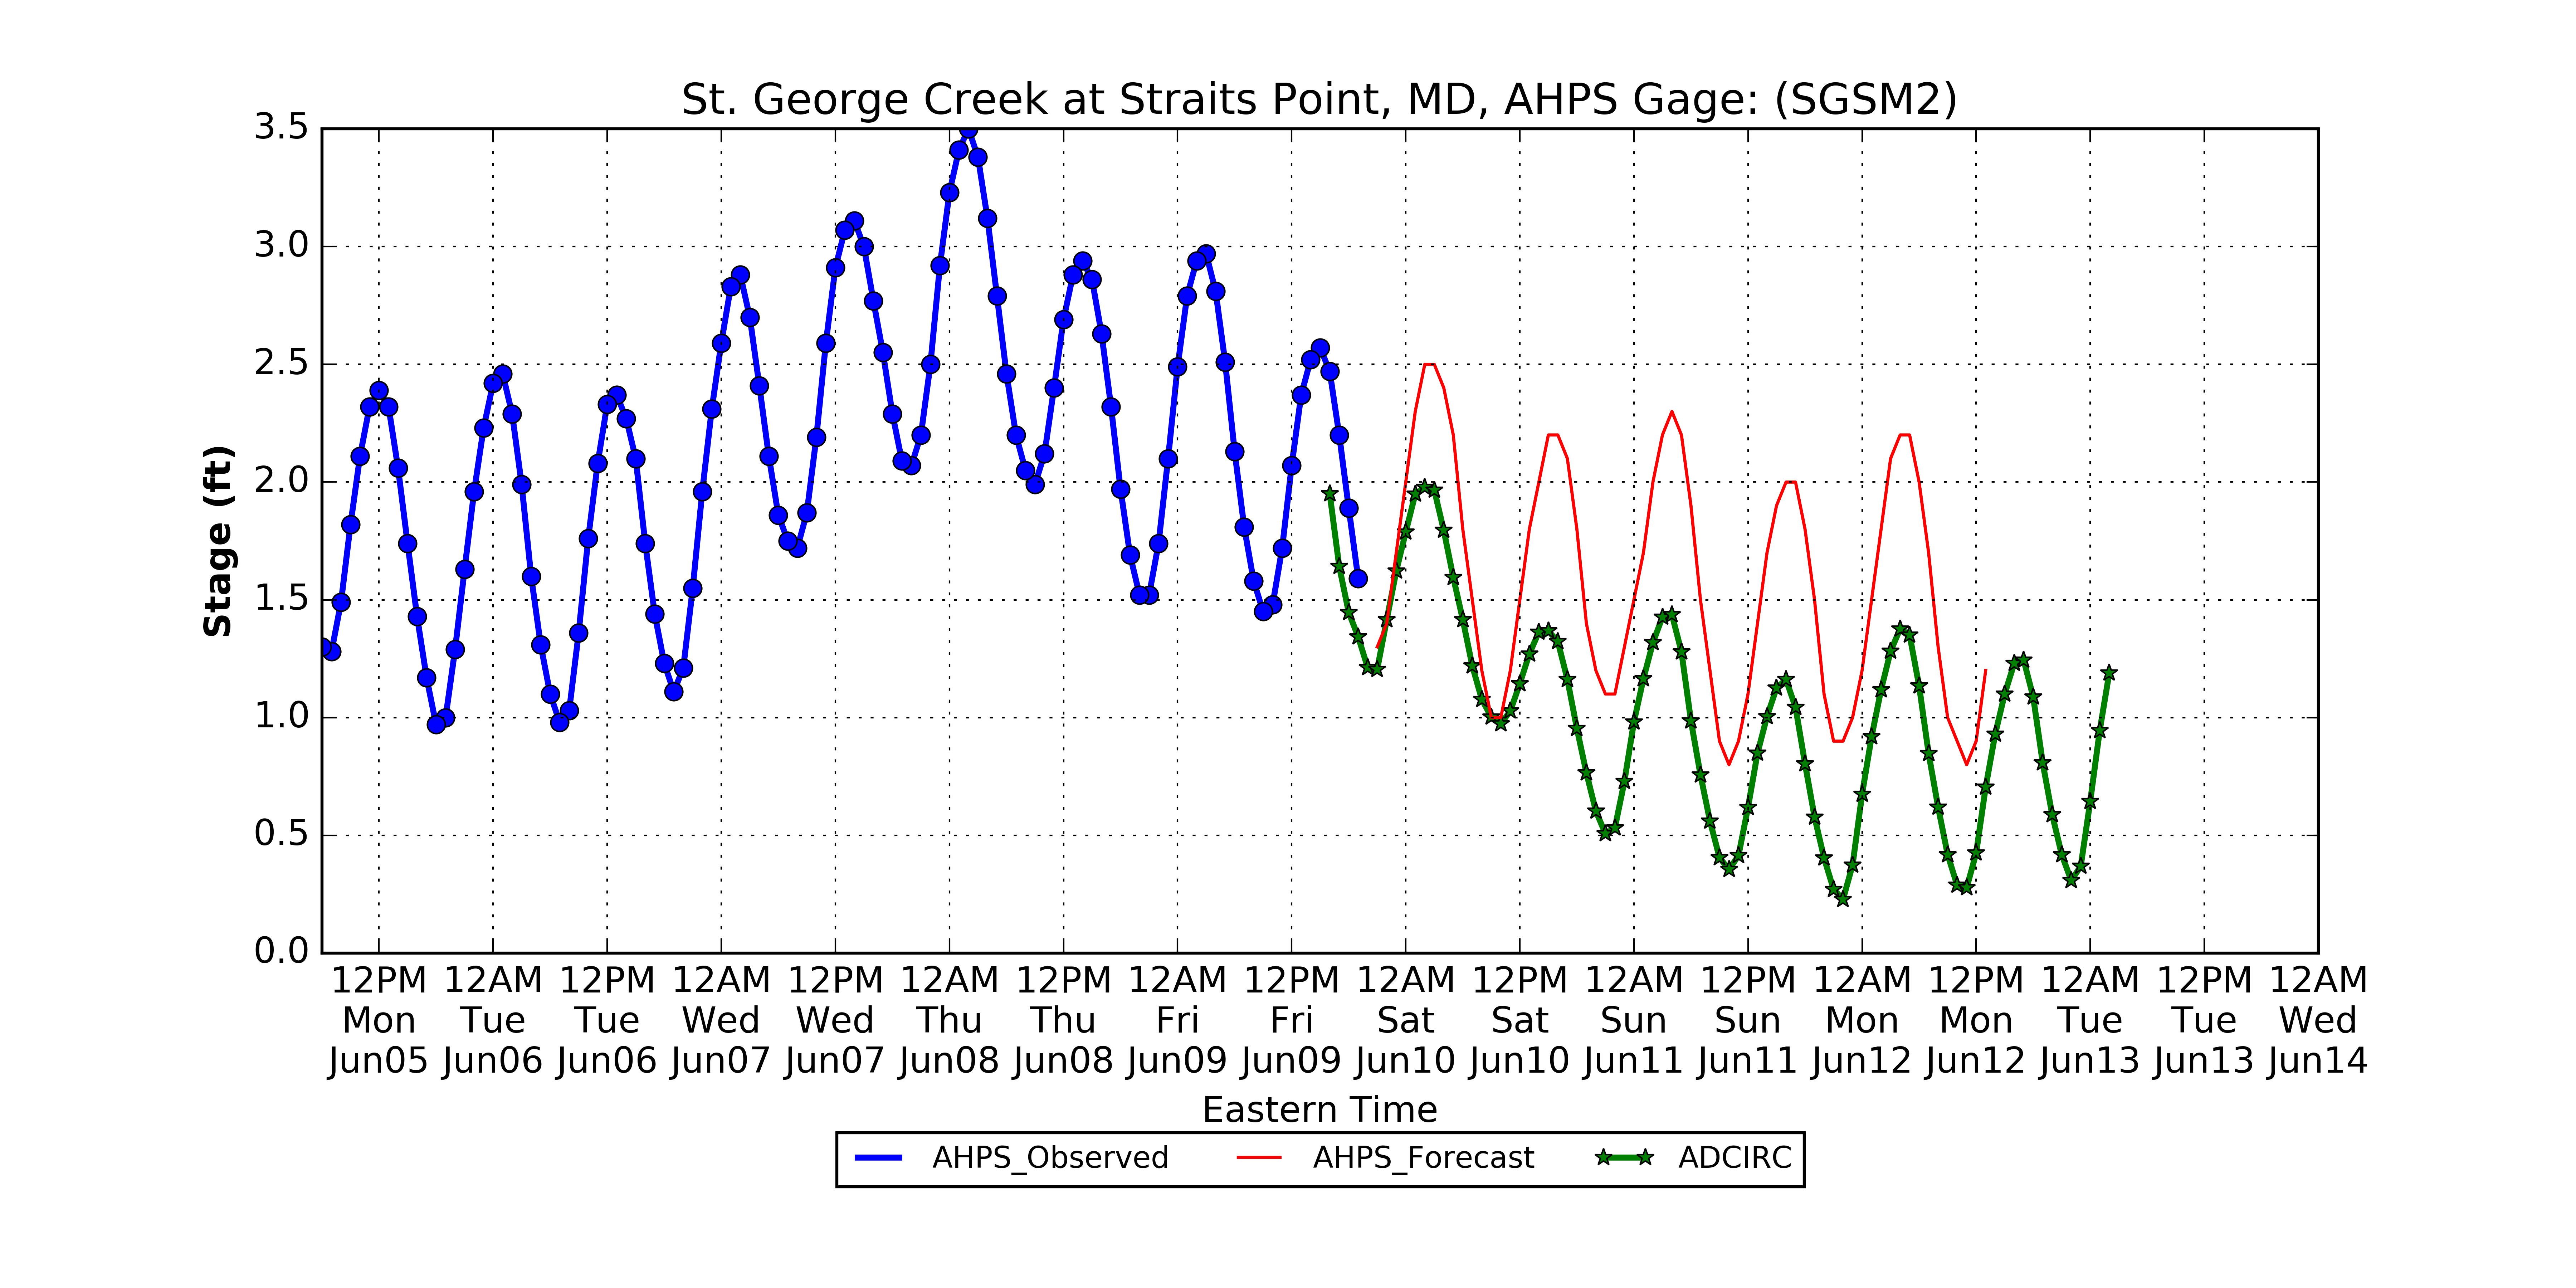 St. George Creek at Straits Point, MD, AHPS Gage: (SGSM2)
3.5
3.0
2.5
2.0
1.5
1.0
0.5
0.0
Stage (ft)
12PM 12AM 12PM 12AM 12PM 12AM 12PM 12AM 12PM 12AM 12PM 12AM 12PM 12AM 12PM 12AM 12PM 12AM
Mon Tue Tue Wed Wed Thu Thu Fri Fri Sat Sat Sun Sun Mon Mon Tue Tue Wed
Jun05 Jun06 Jun06 Jun07 Jun07 Jun08 Jun08 Jun09 Jun09 Jun10 Jun10 Jun11 Jun11 Jun12 Jun12 Jun13 Jun13 Jun14
Eastern Time
AHPS_Observed AHPS_Forecast ADCIRC